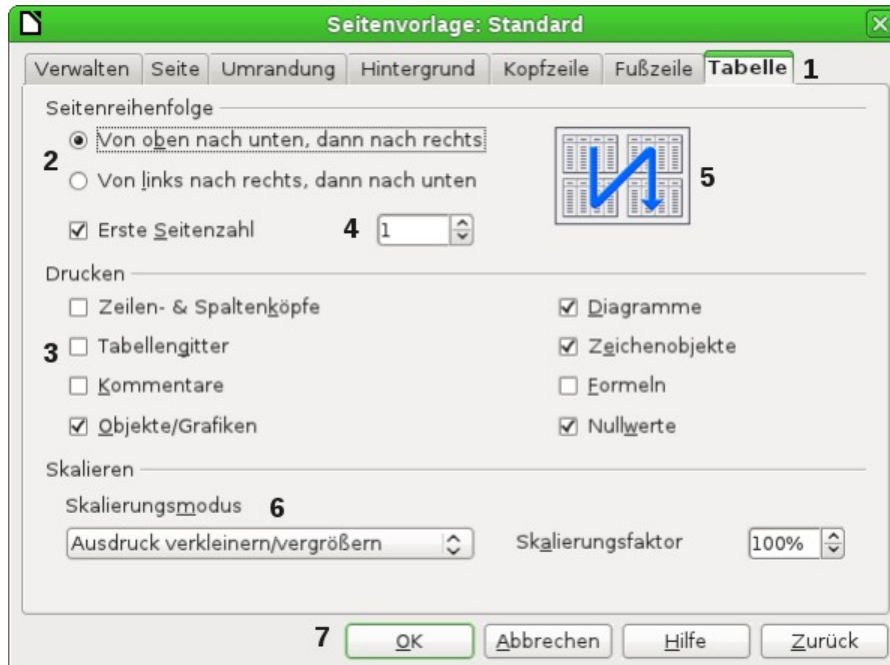 Seitenvorlage: Standard
Verwalten Seite Umrandung Hintergrund Kopfzeile Fußzeile Tabelle 1
Seitenreihenfolge
2 Von oben nach unten, dann nach rechts
Von links nach rechts, dann nach unten
5
Erste Seitenzahl 4 1
Drucken
Zeilen- & Spaltenköpfe Diagramme
3 Tabellengitter Zeichenobjekte
Kommentare Formeln
Objekte/Grafiken Nullwerte
Skalieren
Skalierungsmodus 6
Ausdruck verkleinern/vergrößern Skalierungsfaktor 100%
7 OK Abbrechen Hilfe Zurück